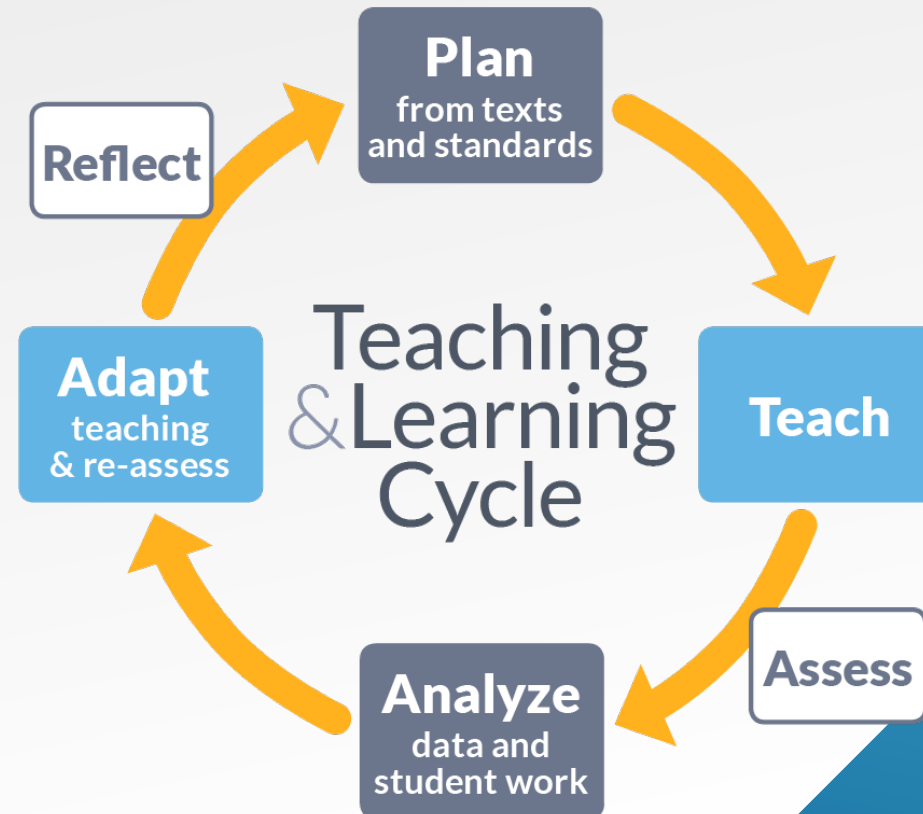 Plan
from texts
and standards
Reflect
Teaching
&Learning
Cycle
Adapt
teaching
& re-assess
Teach
Assess
Analyze
data and
student work